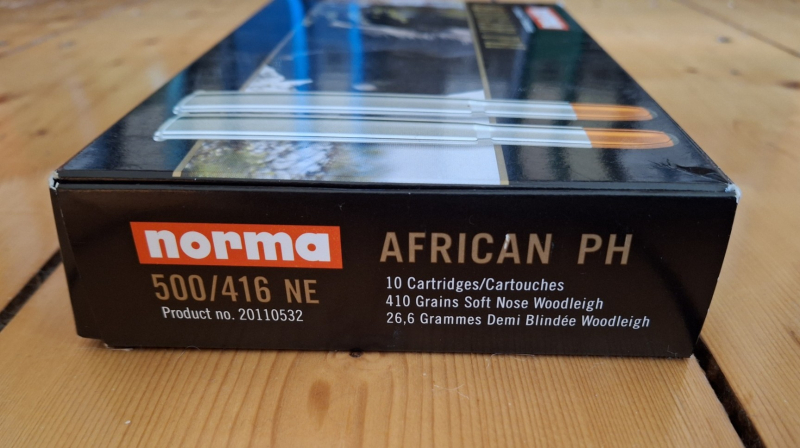 norma
AFRICAN PH
500/416 NE
Product no. 20110532
10 Cartridges/Cartouches
410 Grains Soft Nose Woodleigh
26,6 Grammes Demi Blindée Woodleigh